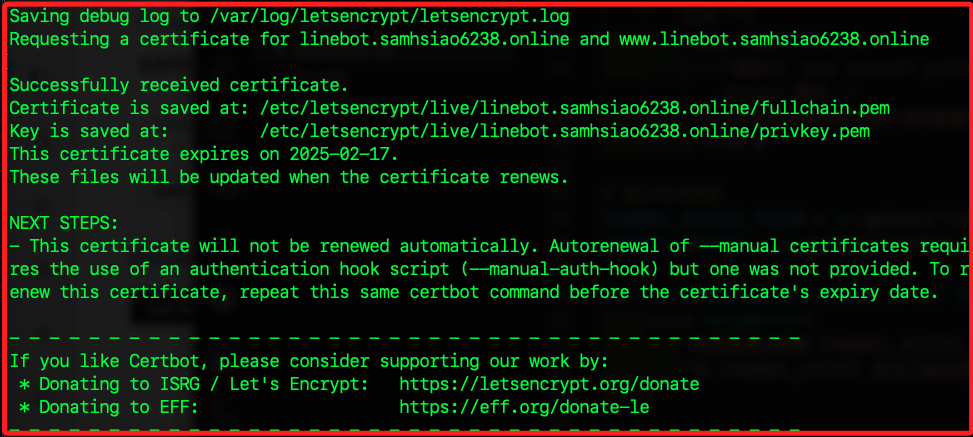 Saving debug log to /var/log/letsencrypt/letsencrypt.log
Requesting a certificate for linebot.samhsiao6238.online and www.linebot.samhsiao6238.online
Successfully received certificate.
Certificate is saved at: /etc/letsencrypt/live/linebot.samhsiao6238.online/fullchain.pem
Key is saved at:         /etc/letsencrypt/live/linebot.samhsiao6238.online/privkey.pem
This certificate expires on 2025-02-17.
These files will be updated when the certificate renews.
NEXT STEPS:
- This certificate will not be renewed automatically. Autorenewal of --manual certificates requi
res the use of an authentication hook script (--manual-auth-hook) but one was not provided. To r
enew this certificate, repeat this same certbot command before the certificate's expiry date.
- - - - - - - - - - - - - - - - - - - - - - - - - - - - - - - - - - - - - - - -
If you like Certbot, please consider supporting our work by:
 * Donating to ISRG / Let's Encrypt:   https://letsencrypt.org/donate
 * Donating to EFF:                    https://eff.org/donate-le
- - - - - - - - - - - - - - - - - - - - - - - - - - - - - - - - - - - - - - - -